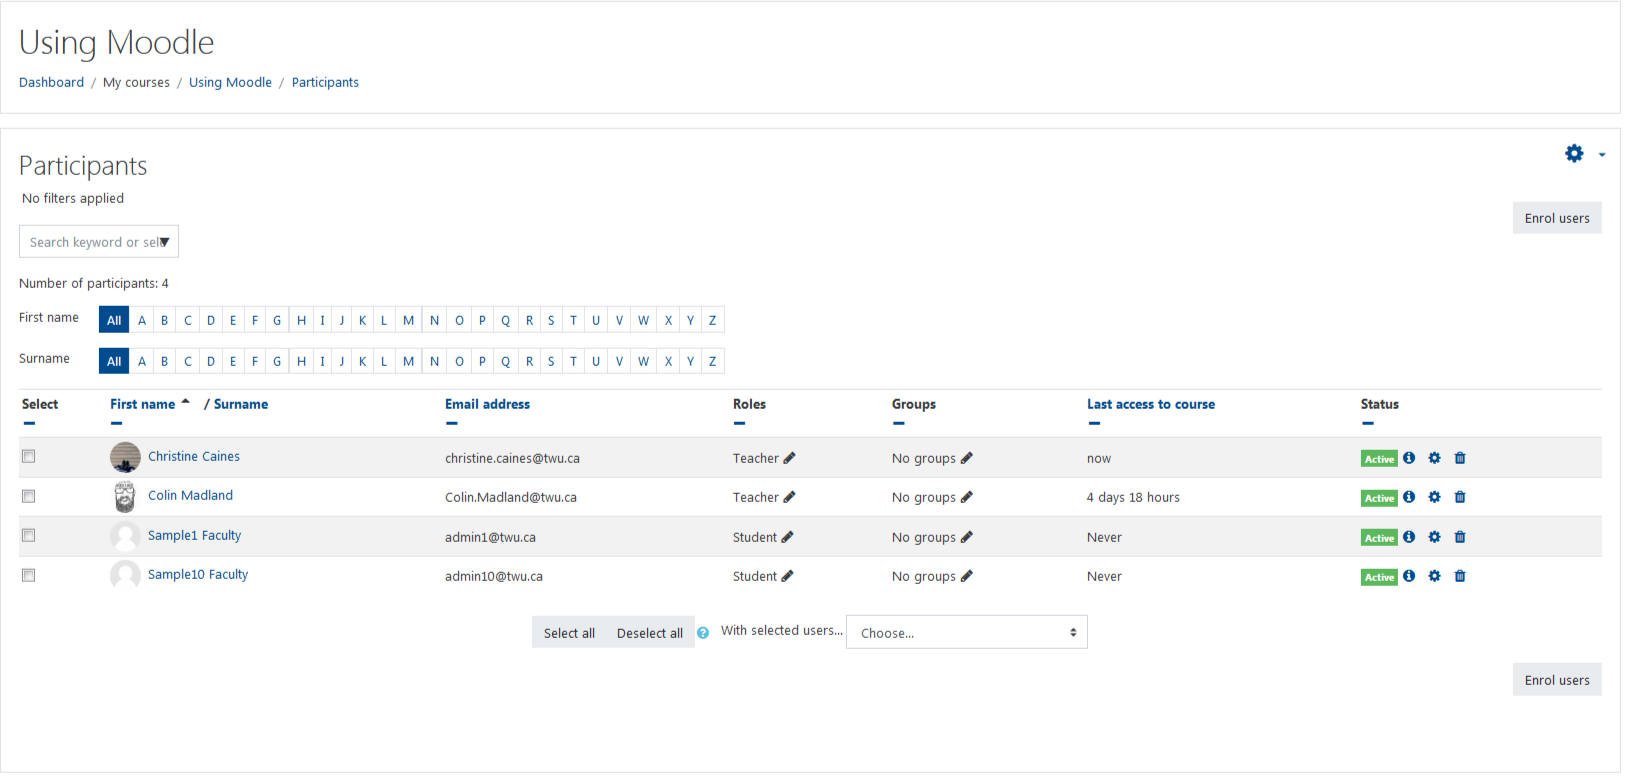 Using Moodle
Dashboard / My courses / Using Moodle / Participants
Participants
No filters applied
Enrol users
Search keyword or sel
Number of participants: 4
First name All A B C D E F G H I J K L M N O P Q R S T U V W X Y Z
Surname All A B C D E F G H I J K L M N O P Q R S T U V W X Y Z
Select First name / Surname Email address Roles Groups Last access to course Status
Christine Caines christine.caines@twu.ca Teacher No groups now Active
Colin Madland Colin.Madland@twu.ca Teacher No groups 4 days 18 hours Active
Sample1 Faculty admin1@twu.ca Student No groups Never Active
Sample10 Faculty admin10@twu.ca Student No groups Never Active
Select all Deselect all ? With selected users... Choose...
Enrol users